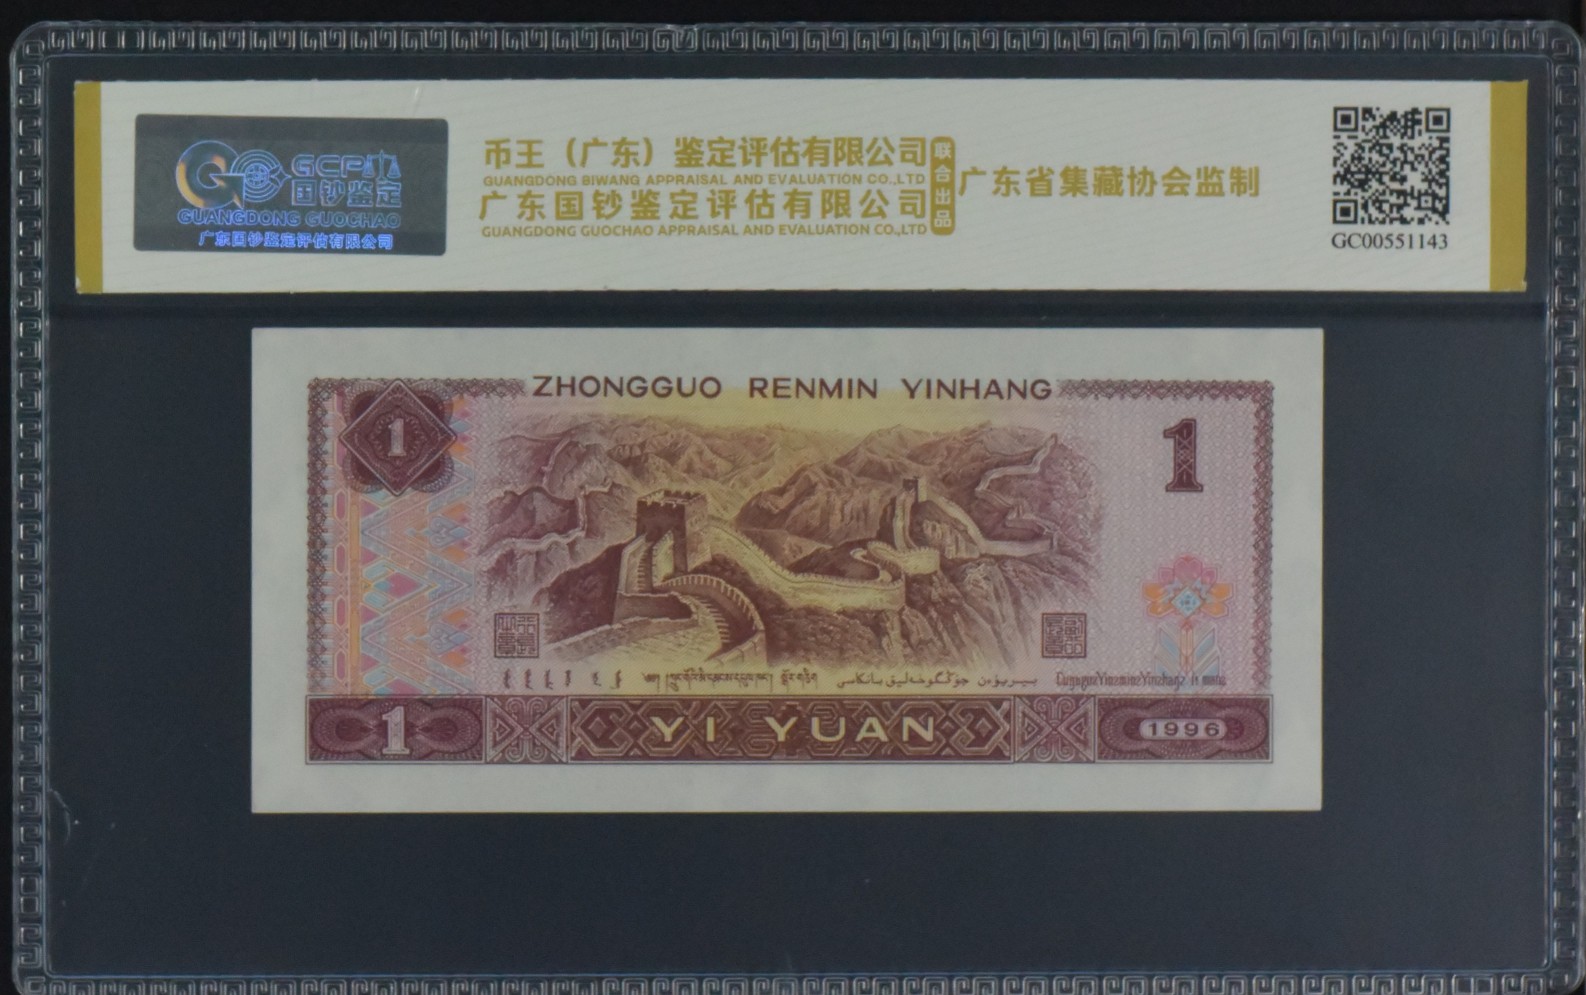 GCP
国钞鉴定
GUANGDONG GUOCHAO
广东国钞鉴定评估有限公司
币王（广东）鉴定评估有限公司
GUANGDONG BIWANG APPRAISAL AND EVALUATION CO.,LTD
广东国钞鉴定评估有限公司
GUANGDONG GUOCHAO APPRAISAL AND EVALUATION CO.,LTD
联合出品
广东省集藏协会监制
GC00551143
ZHONGGUO RENMIN YINHANG
1
1
1
YI YUAN
1996